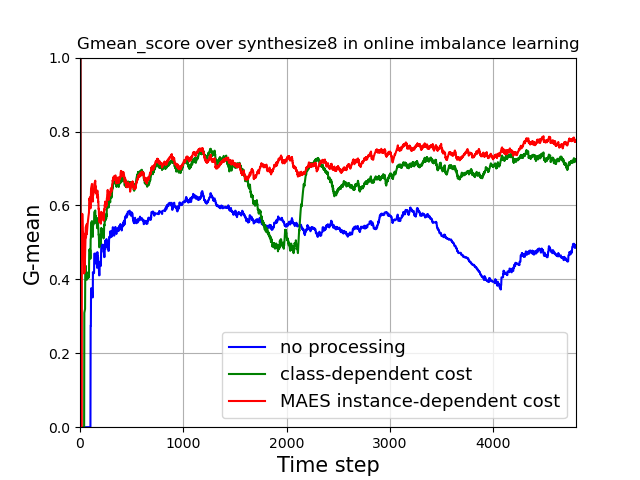 Gmean_score over synthesize8 in online imbalance learning
1.0
0.8
0.6
0.4
0.2
0.0
G-mean
no processing
class-dependent cost
MAES instance-dependent cost
0 1000 2000 3000 4000
Time step